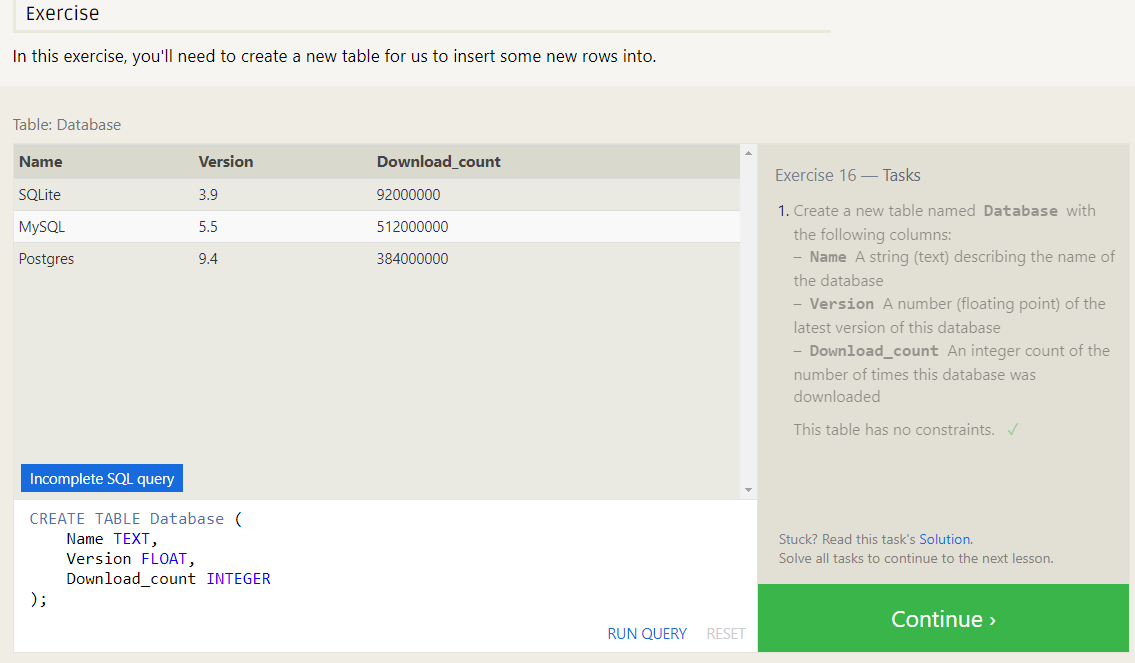 Exercise
In this exercise, you'll need to create a new table for us to insert some new rows into.
Table: Database
Name Version Download_count
SQLite 3.9 92000000
MySQL 5.5 512000000
Postgres 9.4 384000000
Incomplete SQL query
CREATE TABLE Database (
    Name TEXT,
    Version FLOAT,
    Download_count INTEGER
);
RUN QUERY RESET
Exercise 16 — Tasks
1. Create a new table named Database with
the following columns:
– Name A string (text) describing the name of
the database
– Version A number (floating point) of the
latest version of this database
– Download_count An integer count of the
number of times this database was
downloaded
This table has no constraints. ✓
Stuck? Read this task's Solution.
Solve all tasks to continue to the next lesson.
Continue ›